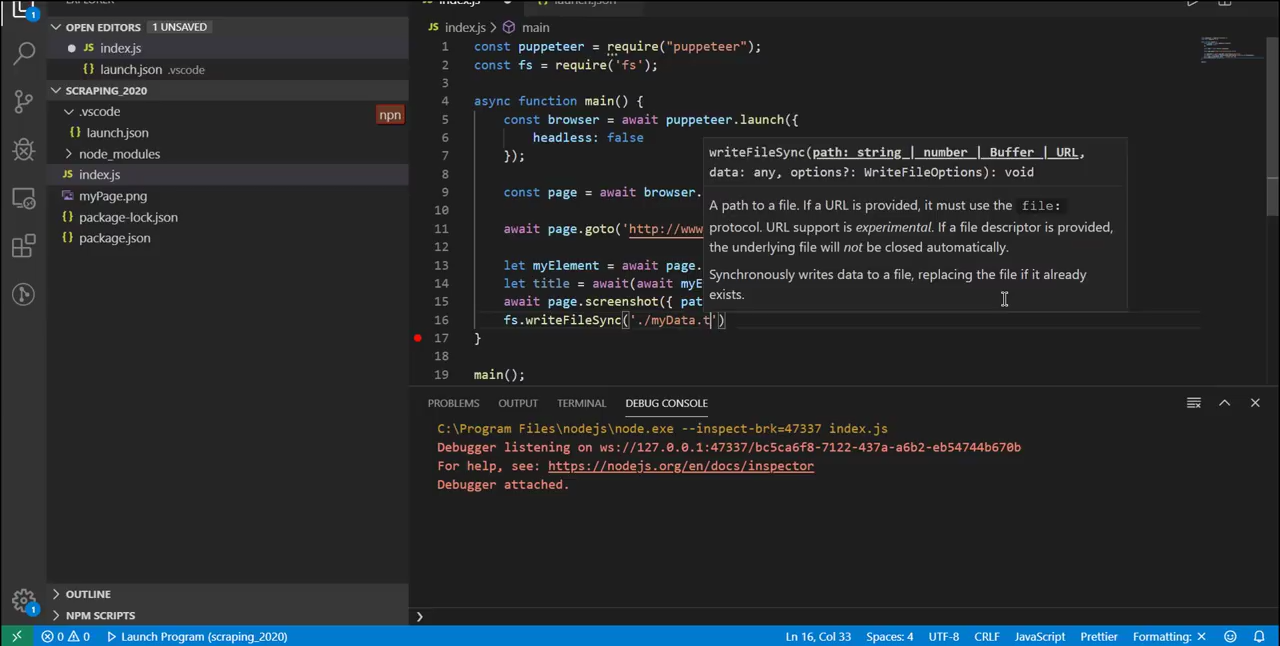 1
OPEN EDITORS 1 UNSAVED
JS index.js
{} launch.json .vscode
SCRAPING_2020
.vscode npn
{} launch.json
node_modules
JS index.js
myPage.png
{} package-lock.json
{} package.json
OUTLINE
NPM SCRIPTS
1
JS index.js > main
1 const puppeteer = require("puppeteer");
2 const fs = require('fs');
3
4 async function main() {
5 const browser = await puppeteer.launch({
6 headless: false
7 });
8
9 const page = await browser.
10
11 await page.goto('http://www
12
13 let myElement = await page.
14 let title = await(await myE
15 await page.screenshot({ pat
16 fs.writeFileSync('./myData.t')
17 }
18
19 main();
writeFileSync(path: string | number | Buffer | URL,
data: any, options?: WriteFileOptions): void
A path to a file. If a URL is provided, it must use the file:
protocol. URL support is experimental. If a file descriptor is provided,
the underlying file will not be closed automatically.
Synchronously writes data to a file, replacing the file if it already
exists.
PROBLEMS OUTPUT TERMINAL DEBUG CONSOLE
C:\Program Files\nodejs\node.exe --inspect-brk=47337 index.js
Debugger listening on ws://127.0.0.1:47337/bc5ca6f8-7122-437a-a6b2-eb54744b670b
For help, see: https://nodejs.org/en/docs/inspector
Debugger attached.
0 0 Launch Program (scraping_2020) Ln 16, Col 33 Spaces: 4 UTF-8 CRLF JavaScript Prettier Formatting: ×